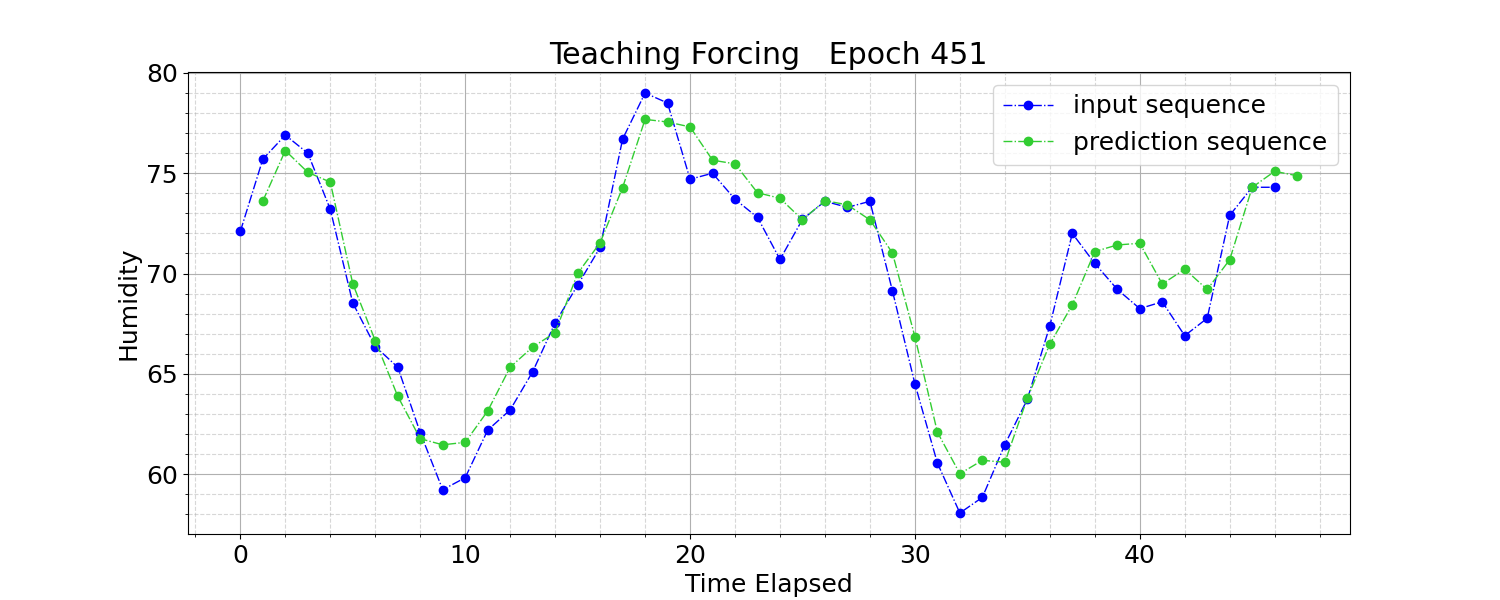 Teaching Forcing   Epoch 451
80
75
70
65
60
Humidity
input sequence
prediction sequence
0 10 20 30 40
Time Elapsed